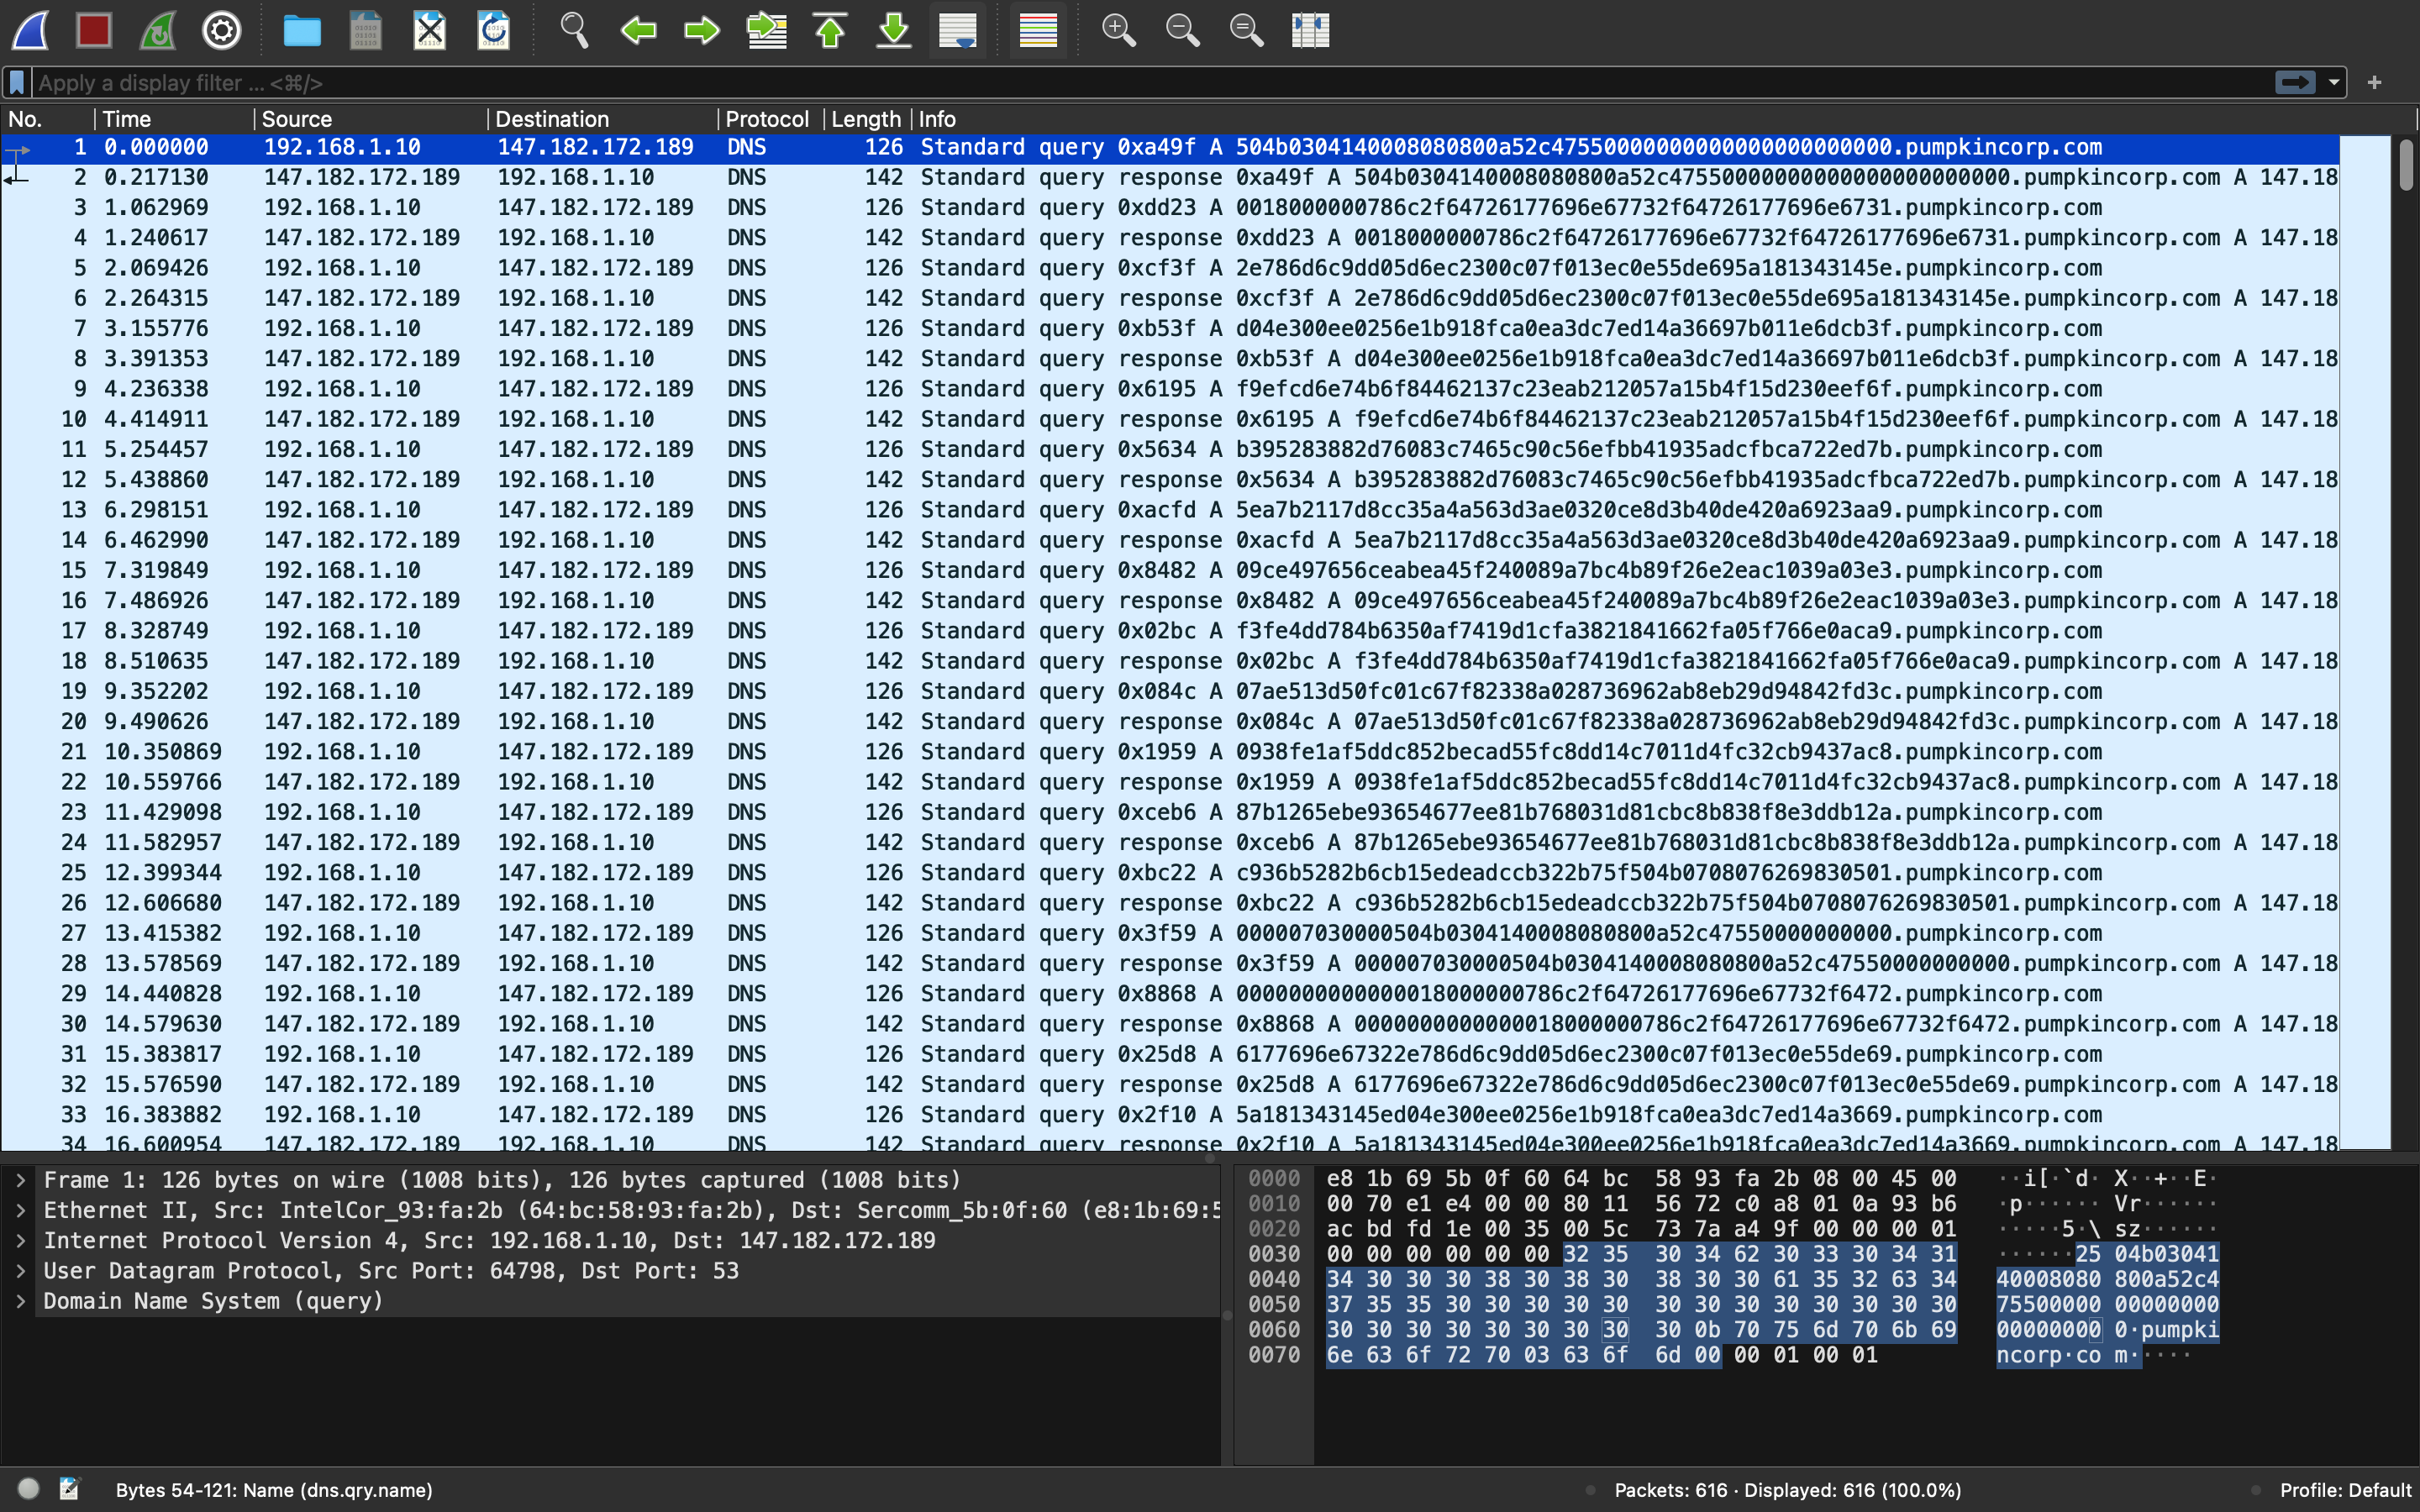 Apply a display filter ... <⌘/>
No. Time Source Destination Protocol Length Info
1 0.000000 192.168.1.10 147.182.172.189 DNS 126 Standard query 0xa49f A 504b0304140008080800a52c47550000000000000000000000.pumpkincorp.com
2 0.217130 147.182.172.189 192.168.1.10 DNS 142 Standard query response 0xa49f A 504b0304140008080800a52c47550000000000000000000000.pumpkincorp.com A 147.18
3 1.062969 192.168.1.10 147.182.172.189 DNS 126 Standard query 0xdd23 A 0018000000786c2f64726177696e67732f64726177696e6731.pumpkincorp.com
4 1.240617 147.182.172.189 192.168.1.10 DNS 142 Standard query response 0xdd23 A 0018000000786c2f64726177696e67732f64726177696e6731.pumpkincorp.com A 147.18
5 2.069426 192.168.1.10 147.182.172.189 DNS 126 Standard query 0xcf3f A 2e786d6c9dd05d6ec2300c07f013ec0e55de695a181343145e.pumpkincorp.com
6 2.264315 147.182.172.189 192.168.1.10 DNS 142 Standard query response 0xcf3f A 2e786d6c9dd05d6ec2300c07f013ec0e55de695a181343145e.pumpkincorp.com A 147.18
7 3.155776 192.168.1.10 147.182.172.189 DNS 126 Standard query 0xb53f A d04e300ee0256e1b918fca0ea3dc7ed14a36697b011e6dcb3f.pumpkincorp.com
8 3.391353 147.182.172.189 192.168.1.10 DNS 142 Standard query response 0xb53f A d04e300ee0256e1b918fca0ea3dc7ed14a36697b011e6dcb3f.pumpkincorp.com A 147.18
9 4.236338 192.168.1.10 147.182.172.189 DNS 126 Standard query 0x6195 A f9efcd6e74b6f84462137c23eab212057a15b4f15d230eef6f.pumpkincorp.com
10 4.414911 147.182.172.189 192.168.1.10 DNS 142 Standard query response 0x6195 A f9efcd6e74b6f84462137c23eab212057a15b4f15d230eef6f.pumpkincorp.com A 147.18
11 5.254457 192.168.1.10 147.182.172.189 DNS 126 Standard query 0x5634 A b395283882d76083c7465c90c56efbb41935adcfbca722ed7b.pumpkincorp.com
12 5.438860 147.182.172.189 192.168.1.10 DNS 142 Standard query response 0x5634 A b395283882d76083c7465c90c56efbb41935adcfbca722ed7b.pumpkincorp.com A 147.18
13 6.298151 192.168.1.10 147.182.172.189 DNS 126 Standard query 0xacfd A 5ea7b2117d8cc35a4a563d3ae0320ce8d3b40de420a6923aa9.pumpkincorp.com
14 6.462990 147.182.172.189 192.168.1.10 DNS 142 Standard query response 0xacfd A 5ea7b2117d8cc35a4a563d3ae0320ce8d3b40de420a6923aa9.pumpkincorp.com A 147.18
15 7.319849 192.168.1.10 147.182.172.189 DNS 126 Standard query 0x8482 A 09ce497656ceabea45f240089a7bc4b89f26e2eac1039a03e3.pumpkincorp.com
16 7.486926 147.182.172.189 192.168.1.10 DNS 142 Standard query response 0x8482 A 09ce497656ceabea45f240089a7bc4b89f26e2eac1039a03e3.pumpkincorp.com A 147.18
17 8.328749 192.168.1.10 147.182.172.189 DNS 126 Standard query 0x02bc A f3fe4dd784b6350af7419d1cfa3821841662fa05f766e0aca9.pumpkincorp.com
18 8.510635 147.182.172.189 192.168.1.10 DNS 142 Standard query response 0x02bc A f3fe4dd784b6350af7419d1cfa3821841662fa05f766e0aca9.pumpkincorp.com A 147.18
19 9.352202 192.168.1.10 147.182.172.189 DNS 126 Standard query 0x084c A 07ae513d50fc01c67f82338a028736962ab8eb29d94842fd3c.pumpkincorp.com
20 9.490626 147.182.172.189 192.168.1.10 DNS 142 Standard query response 0x084c A 07ae513d50fc01c67f82338a028736962ab8eb29d94842fd3c.pumpkincorp.com A 147.18
21 10.350869 192.168.1.10 147.182.172.189 DNS 126 Standard query 0x1959 A 0938fe1af5ddc852becad55fc8dd14c7011d4fc32cb9437ac8.pumpkincorp.com
22 10.559766 147.182.172.189 192.168.1.10 DNS 142 Standard query response 0x1959 A 0938fe1af5ddc852becad55fc8dd14c7011d4fc32cb9437ac8.pumpkincorp.com A 147.18
23 11.429098 192.168.1.10 147.182.172.189 DNS 126 Standard query 0xceb6 A 87b1265ebe93654677ee81b768031d81cbc8b838f8e3ddb12a.pumpkincorp.com
24 11.582957 147.182.172.189 192.168.1.10 DNS 142 Standard query response 0xceb6 A 87b1265ebe93654677ee81b768031d81cbc8b838f8e3ddb12a.pumpkincorp.com A 147.18
25 12.399344 192.168.1.10 147.182.172.189 DNS 126 Standard query 0xbc22 A c936b5282b6cb15edeadccb322b75f504b0708076269830501.pumpkincorp.com
26 12.606680 147.182.172.189 192.168.1.10 DNS 142 Standard query response 0xbc22 A c936b5282b6cb15edeadccb322b75f504b0708076269830501.pumpkincorp.com A 147.18
27 13.415382 192.168.1.10 147.182.172.189 DNS 126 Standard query 0x3f59 A 000007030000504b0304140008080800a52c47550000000000.pumpkincorp.com
28 13.578569 147.182.172.189 192.168.1.10 DNS 142 Standard query response 0x3f59 A 000007030000504b0304140008080800a52c47550000000000.pumpkincorp.com A 147.18
29 14.440828 192.168.1.10 147.182.172.189 DNS 126 Standard query 0x8868 A 00000000000000018000000786c2f64726177696e67732f6472.pumpkincorp.com
30 14.579630 147.182.172.189 192.168.1.10 DNS 142 Standard query response 0x8868 A 00000000000000018000000786c2f64726177696e67732f6472.pumpkincorp.com A 147.18
31 15.383817 192.168.1.10 147.182.172.189 DNS 126 Standard query 0x25d8 A 6177696e67322e786d6c9dd05d6ec2300c07f013ec0e55de69.pumpkincorp.com
32 15.576590 147.182.172.189 192.168.1.10 DNS 142 Standard query response 0x25d8 A 6177696e67322e786d6c9dd05d6ec2300c07f013ec0e55de69.pumpkincorp.com A 147.18
33 16.383882 192.168.1.10 147.182.172.189 DNS 126 Standard query 0x2f10 A 5a181343145ed04e300ee0256e1b918fca0ea3dc7ed14a3669.pumpkincorp.com
34 16.600954 147.182.172.189 192.168.1.10 DNS 142 Standard query response 0x2f10 A 5a181343145ed04e300ee0256e1b918fca0ea3dc7ed14a3669.pumpkincorp.com A 147.18
Frame 1: 126 bytes on wire (1008 bits), 126 bytes captured (1008 bits)
Ethernet II, Src: IntelCor_93:fa:2b (64:bc:58:93:fa:2b), Dst: Sercomm_5b:0f:60 (e8:1b:69:5
Internet Protocol Version 4, Src: 192.168.1.10, Dst: 147.182.172.189
User Datagram Protocol, Src Port: 64798, Dst Port: 53
Domain Name System (query)
0000 e8 1b 69 5b 0f 60 64 bc 58 93 fa 2b 08 00 45 00 ··i[·`d· X··+··E·
0010 00 70 e1 e4 00 00 80 11 56 72 c0 a8 01 0a 93 b6 ·p······ Vr······
0020 ac bd fd 1e 00 35 00 5c 73 7a a4 9f 00 00 00 01 ·····5·\ sz······
0030 00 00 00 00 00 00 32 35 30 34 62 30 33 30 34 31 ······25 04b03041
0040 34 30 30 30 38 30 38 30 38 30 30 61 35 32 63 34 40008080 800a52c4
0050 37 35 35 30 30 30 30 30 30 30 30 30 30 30 30 30 75500000 00000000
0060 30 30 30 30 30 30 30 30 30 0b 70 75 6d 70 6b 69 00000000 0·pumpki
0070 6e 63 6f 72 70 03 63 6f 6d 00 00 01 00 01 ncorp·co m·····
Bytes 54-121: Name (dns.qry.name)
Packets: 616 · Displayed: 616 (100.0%)
Profile: Default